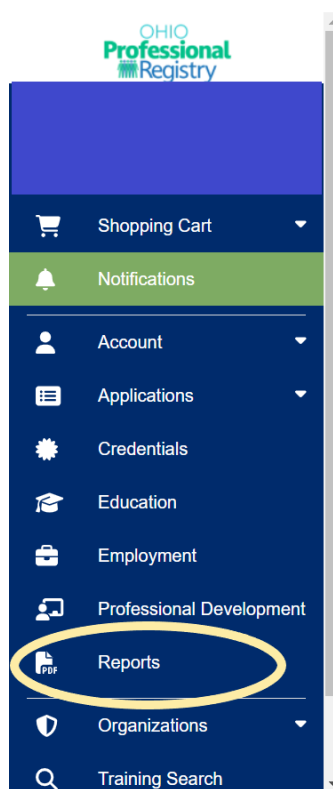 OHIO
Professional
Registry
Shopping Cart
Notifications
Account
Applications
Credentials
Education
Employment
Professional Development
PDF
Reports
Organizations
Training Search